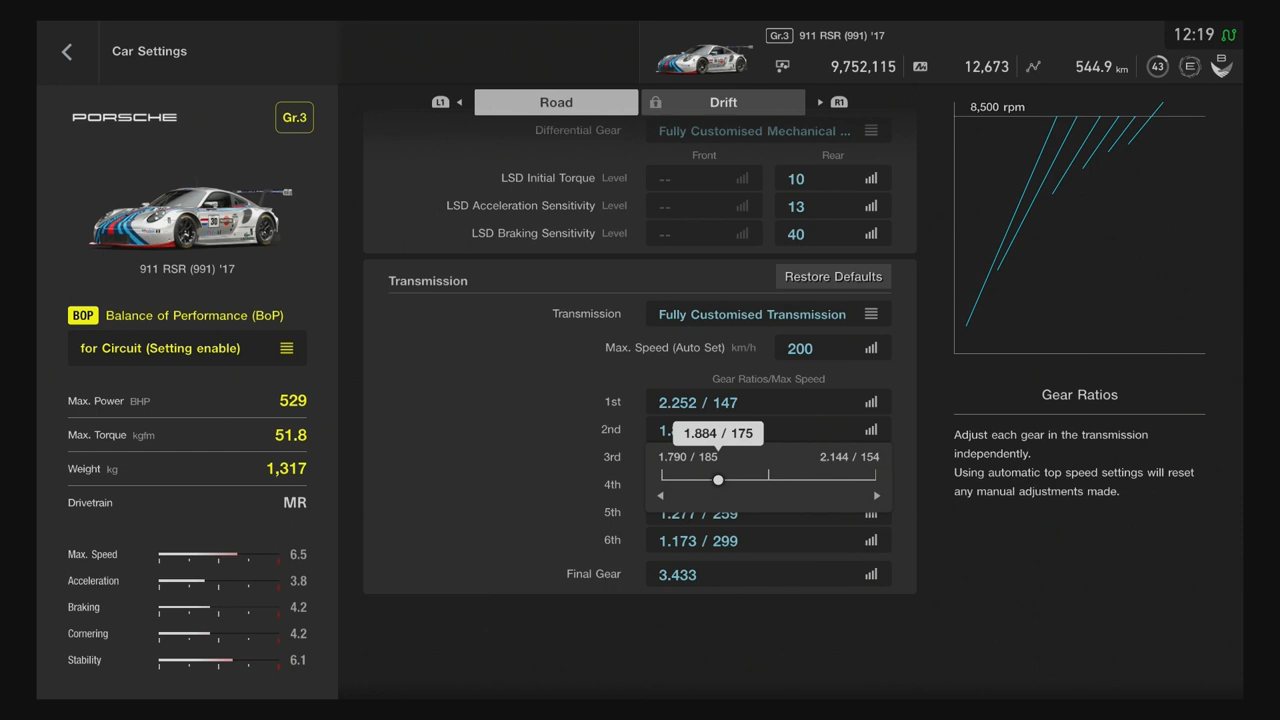 Car Settings
Gr.3 911 RSR (991) '17
12:19
9,752,115
12,673
544.9 km
43
E
B
L1
Road
Drift
R1
PORSCHE
Gr.3
911 RSR (991) '17
BOP Balance of Performance (BoP)
for Circuit (Setting enable)
Max. Power BHP 529
Max. Torque kgfm 51.8
Weight kg 1,317
Drivetrain MR
Max. Speed 6.5
Acceleration 3.8
Braking 4.2
Cornering 4.2
Stability 6.1
Differential Gear Fully Customised Mechanical ...
Front Rear
LSD Initial Torque Level -- 10
LSD Acceleration Sensitivity Level -- 13
LSD Braking Sensitivity Level -- 40
Transmission
Restore Defaults
Transmission Fully Customised Transmission
Max. Speed (Auto Set) km/h 200
Gear Ratios/Max Speed
1st 2.252 / 147
2nd 1.
1.884 / 175
3rd 1.790 / 185 2.144 / 154
4th
5th 1.277 / 259
6th 1.173 / 299
Final Gear 3.433
8,500 rpm
Gear Ratios
Adjust each gear in the transmission
independently.
Using automatic top speed settings will reset
any manual adjustments made.